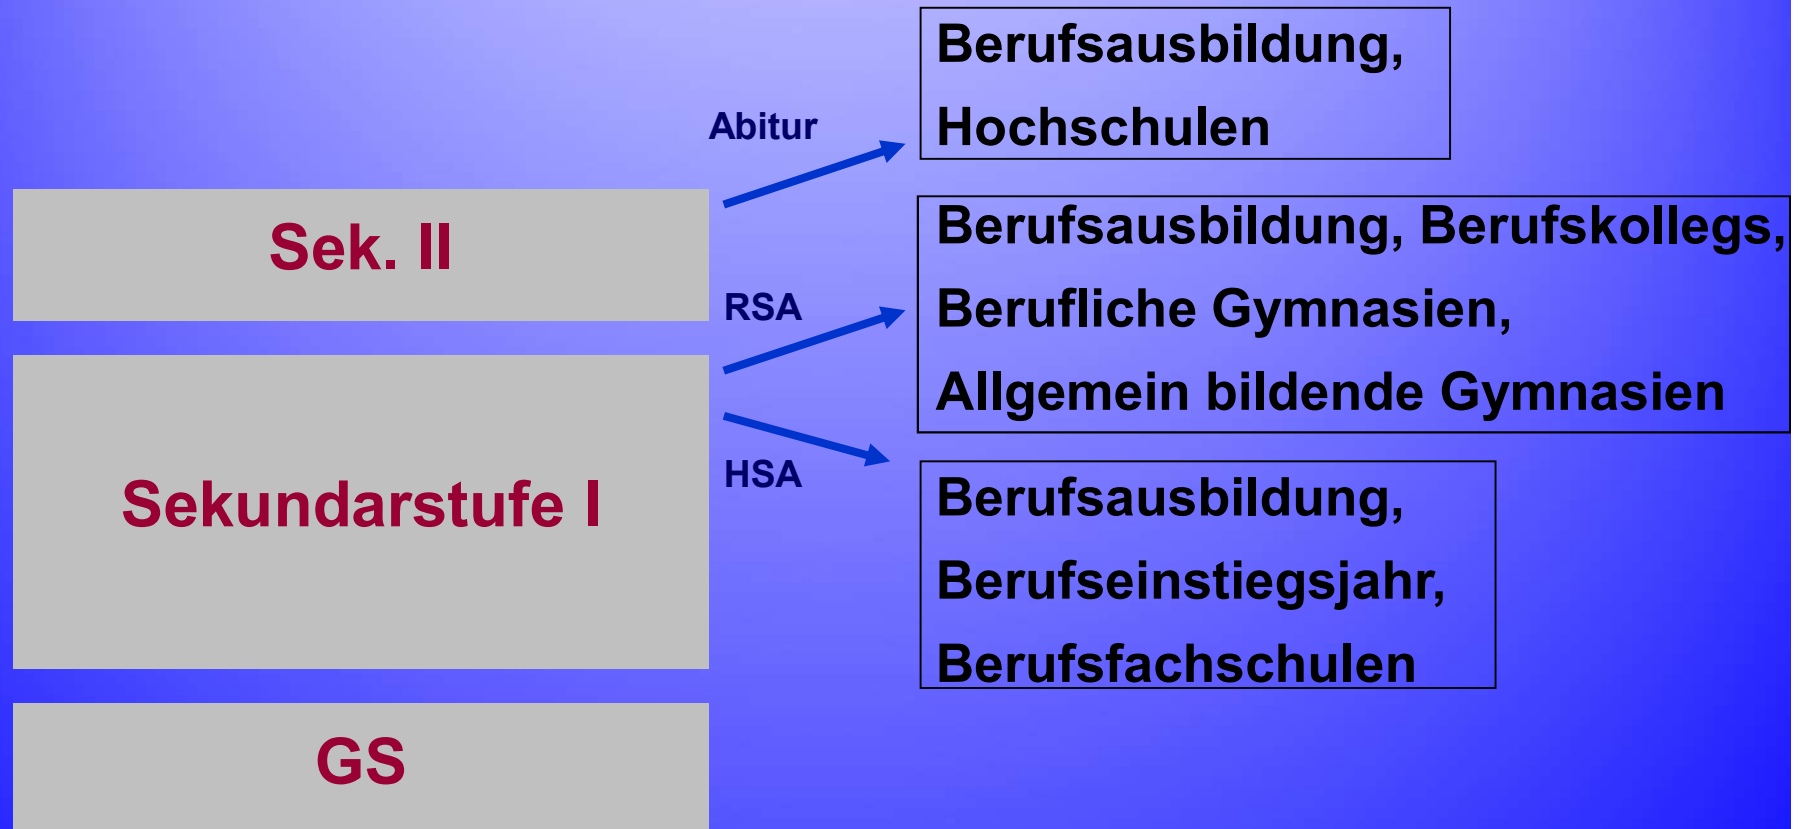 Berufsausbildung,
Hochschulen
Abitur
Sek. II
Berufsausbildung, Berufskollegs,
RSA
Berufliche Gymnasien,
Allgemein bildende Gymnasien
HSA
Sekundarstufe I
Berufsausbildung,
Berufseinstiegsjahr,
Berufsfachschulen
GS